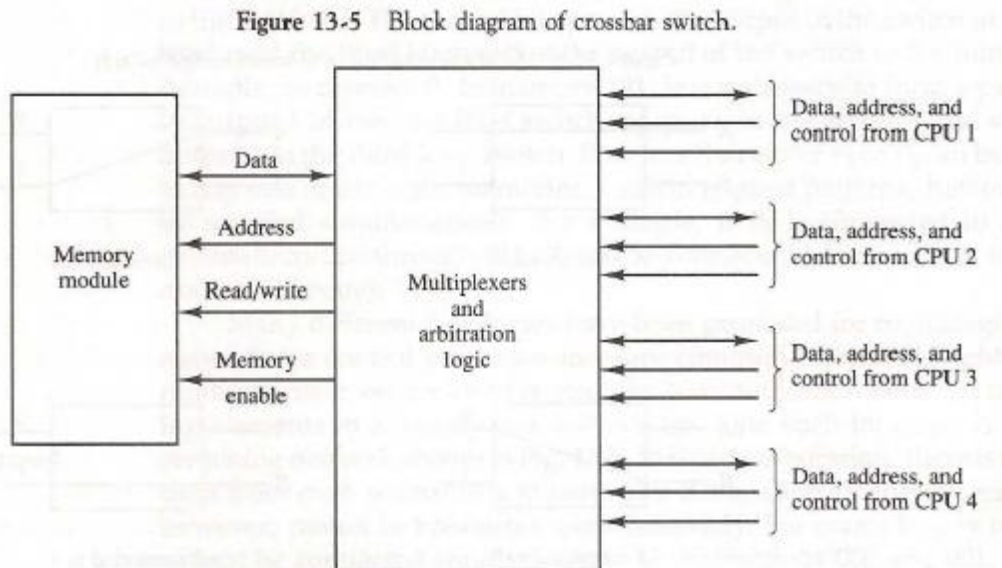 Figure 13-5 Block diagram of crossbar switch.
Memory
module
Data
Address
Read/write
Memory
enable
Multiplexers
and
arbitration
logic
Data, address, and
control from CPU 1
Data, address, and
control from CPU 2
Data, address, and
control from CPU 3
Data, address, and
control from CPU 4